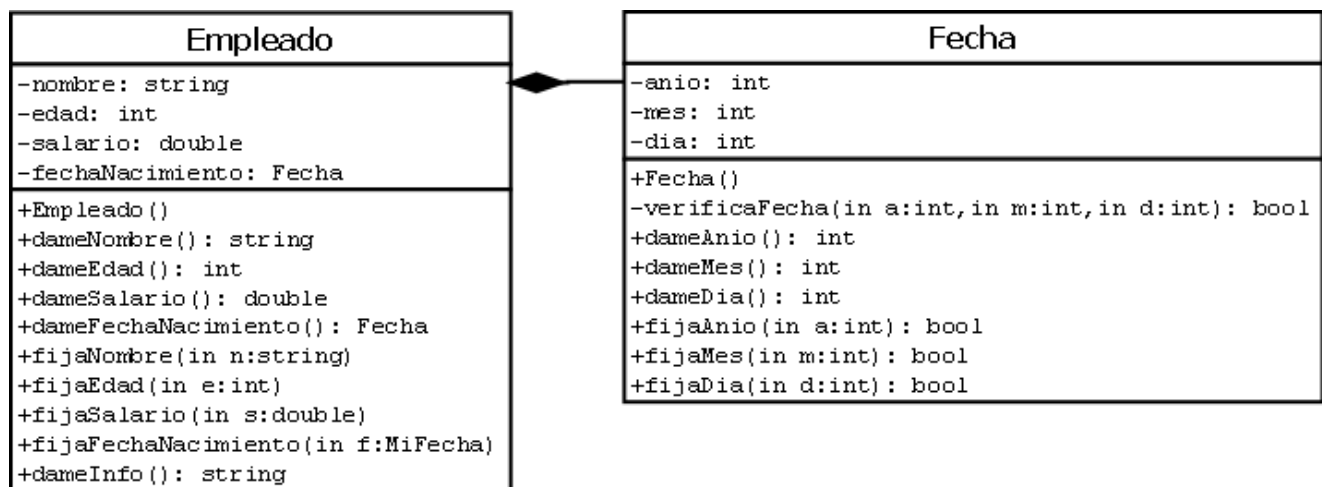 Empleado
-nombre: string
-edad: int
-salario: double
-fechaNacimiento: Fecha
+Empleado()
+dameNombre(): string
+dameEdad(): int
+dameSalario(): double
+dameFechaNacimiento(): Fecha
+fijaNombre(in n:string)
+fijaEdad(in e:int)
+fijaSalario(in s:double)
+fijaFechaNacimiento(in f:MiFecha)
+dameInfo(): string
Fecha
-anio: int
-mes: int
-dia: int
+Fecha()
-verificaFecha(in a:int,in m:int,in d:int): bool
+dameAnio(): int
+dameMes(): int
+dameDia(): int
+fijaAnio(in a:int): bool
+fijaMes(in m:int): bool
+fijaDia(in d:int): bool